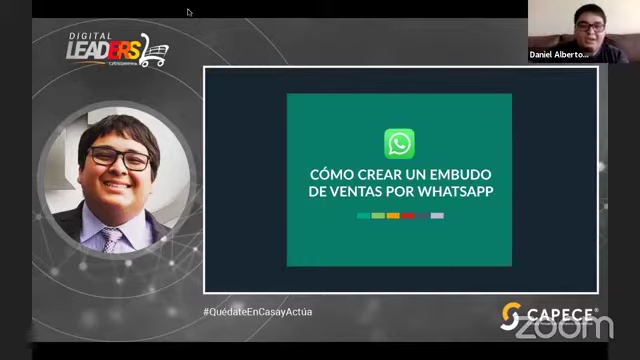 DIGITAL
LEADERS
Daniel Alberto...
CÓMO CREAR UN EMBUDO
DE VENTAS POR WHATSAPP
#QuédateEnCasayActúa
CAPECE
zoom